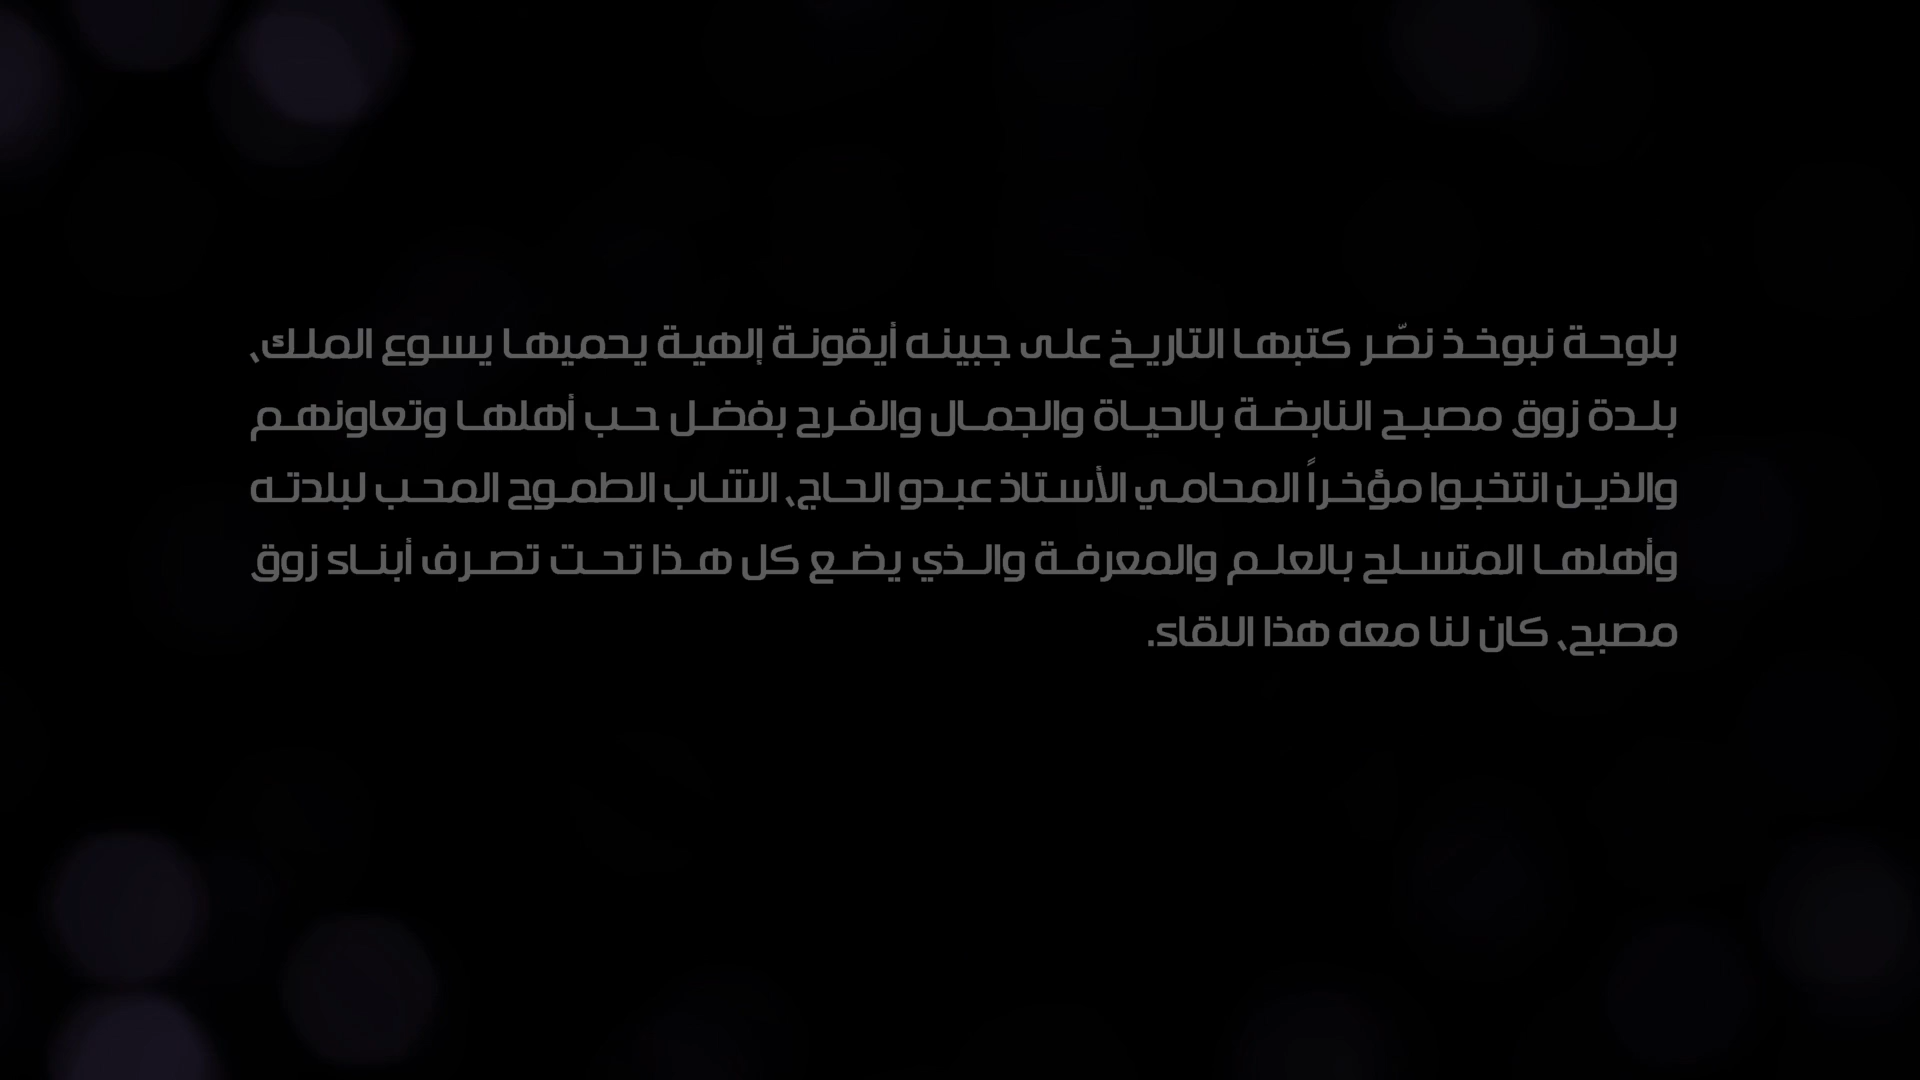 بلوحة نبوخذ نصّر كتبها التاريخ على جبينه أيقونة إلهية يحميها يسوع الملك،
بلدة زوق مصبح النابضة بالحياة والجمال والفرح بفضل حب أهلها وتعاونهم
والذين انتخبوا مؤخراً المحامي الأستاذ عبدو الحاج، الشاب الطموح المحب لبلدته
وأهلها المتسلح بالعلم والمعرفة والذي يضع كل هذا تحت تصرف أبناء زوق
مصبح، كان لنا معه هذا اللقاء.